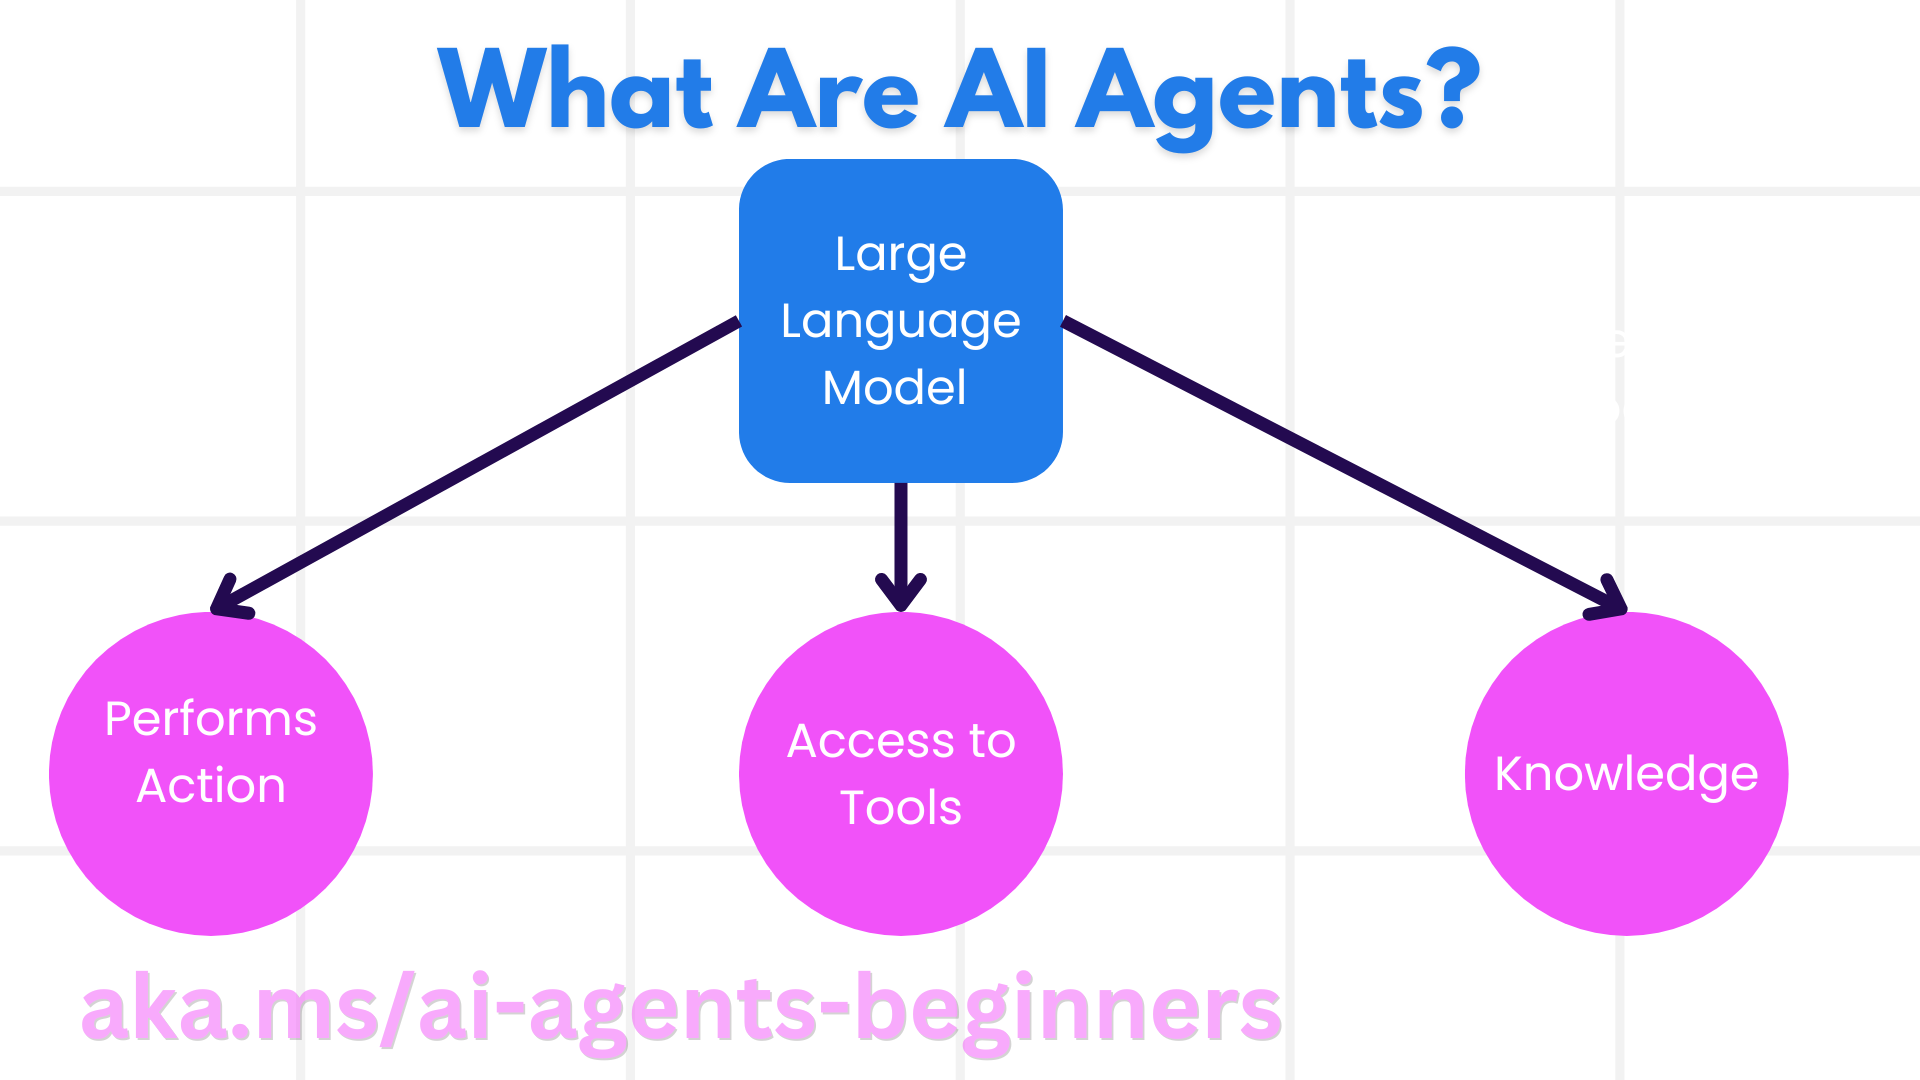 What Are AI Agents?
Large
Language
Model
Performs
Action
Access to
Tools
Knowledge
aka.ms/ai-agents-beginners